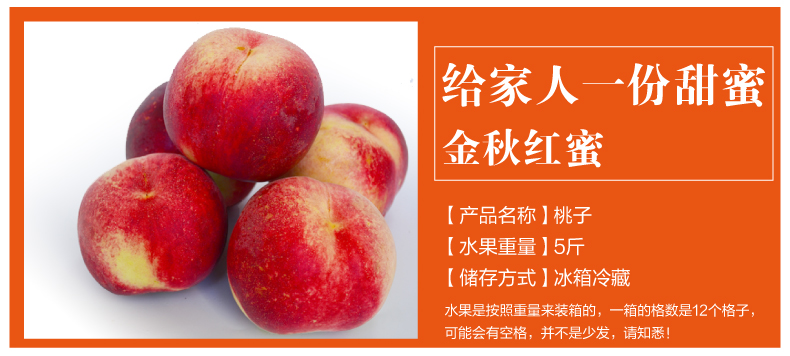 给家人一份甜蜜
金秋红蜜
【产品名称】桃子
【水果重量】5斤
【储存方式】冰箱冷藏
水果是按照重量来装箱的，一箱的格数是12个格子，
可能会有空格，并不是少发，请知悉！